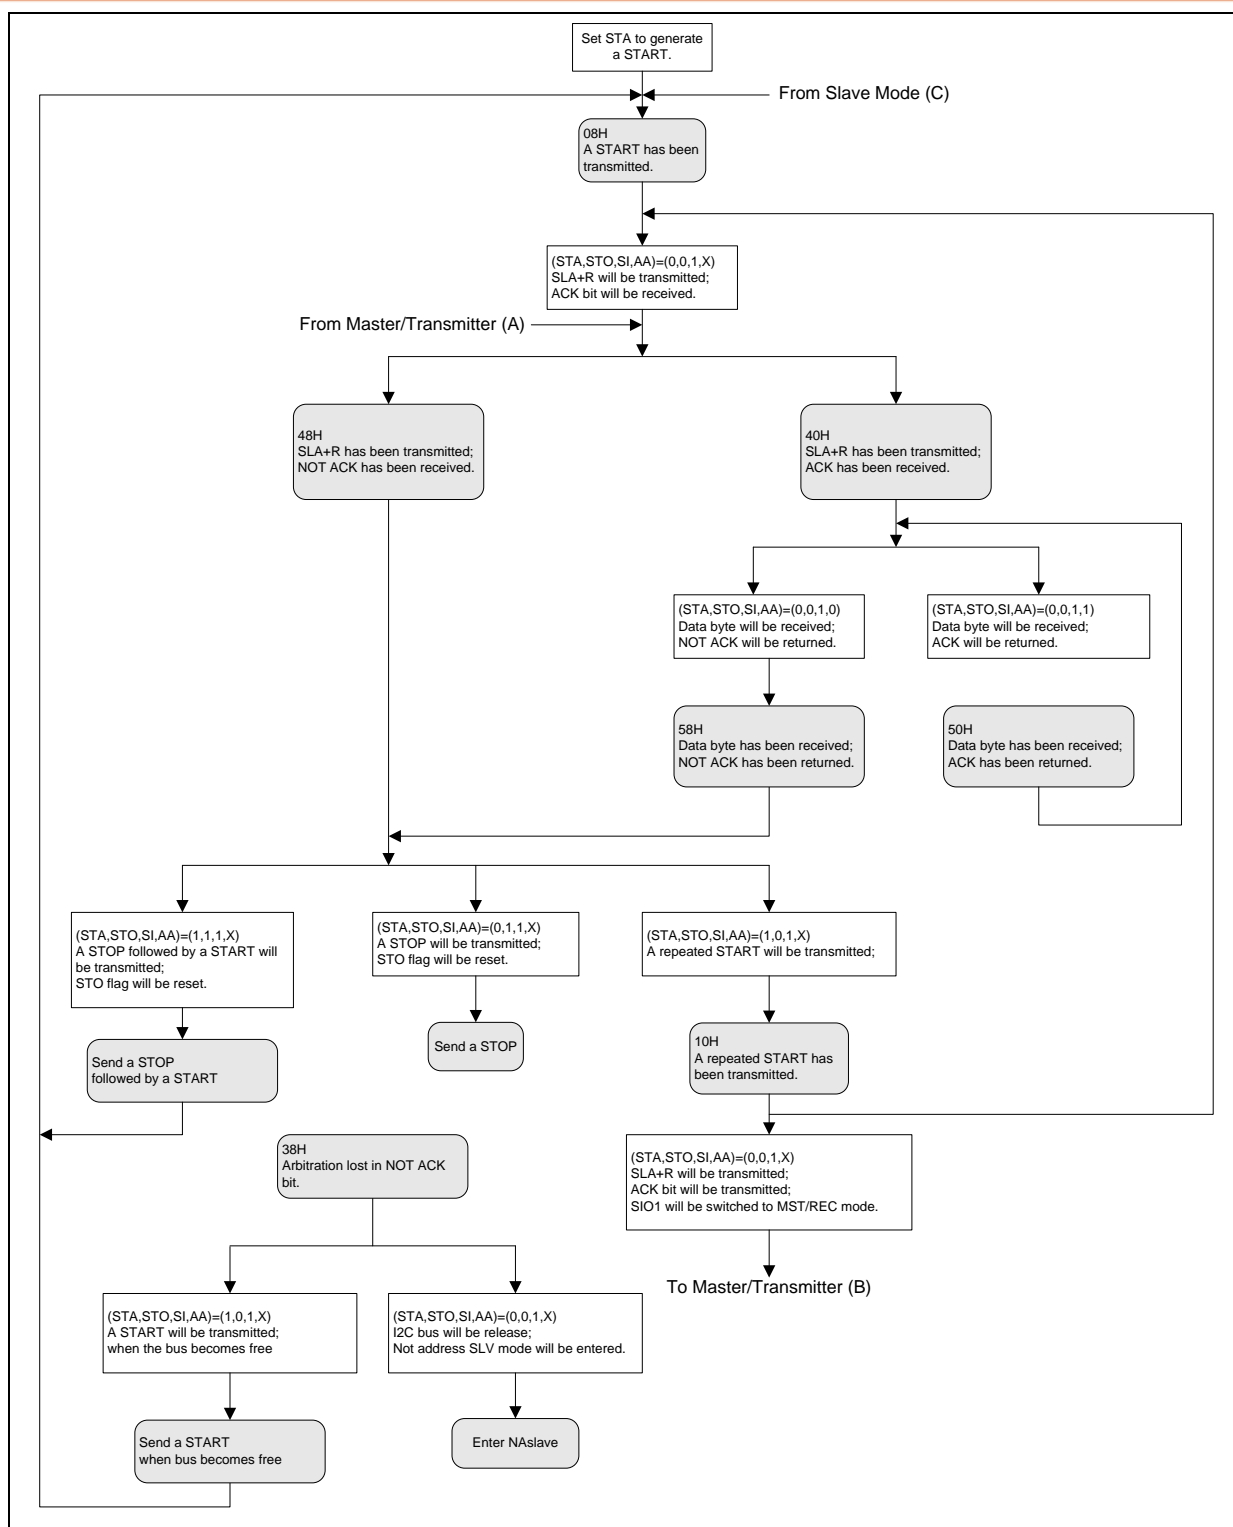 Set STA to generate
a START.
From Slave Mode (C)
08H
A START has been
transmitted.
(STA,STO,SI,AA)=(0,0,1,X)
SLA+R will be transmitted;
ACK bit will be received.
From Master/Transmitter (A)
48H
SLA+R has been transmitted;
NOT ACK has been received.
40H
SLA+R has been transmitted;
ACK has been received.
(STA,STO,SI,AA)=(0,0,1,0)
Data byte will be received;
NOT ACK will be returned.
(STA,STO,SI,AA)=(0,0,1,1)
Data byte will be received;
ACK will be returned.
58H
Data byte has been received;
NOT ACK has been returned.
50H
Data byte has been received;
ACK has been returned.
(STA,STO,SI,AA)=(1,1,1,X)
A STOP followed by a START will
be transmitted;
STO flag will be reset.
(STA,STO,SI,AA)=(0,1,1,X)
A STOP will be transmitted;
STO flag will be reset.
(STA,STO,SI,AA)=(1,0,1,X)
A repeated START will be transmitted;
Send a STOP
followed by a START
Send a STOP
10H
A repeated START has
been transmitted.
38H
Arbitration lost in NOT ACK
bit.
(STA,STO,SI,AA)=(0,0,1,X)
SLA+R will be transmitted;
ACK bit will be transmitted;
SIO1 will be switched to MST/REC mode.
To Master/Transmitter (B)
(STA,STO,SI,AA)=(1,0,1,X)
A START will be transmitted;
when the bus becomes free
(STA,STO,SI,AA)=(0,0,1,X)
I2C bus will be release;
Not address SLV mode will be entered.
Send a START
when bus becomes free
Enter NAslave